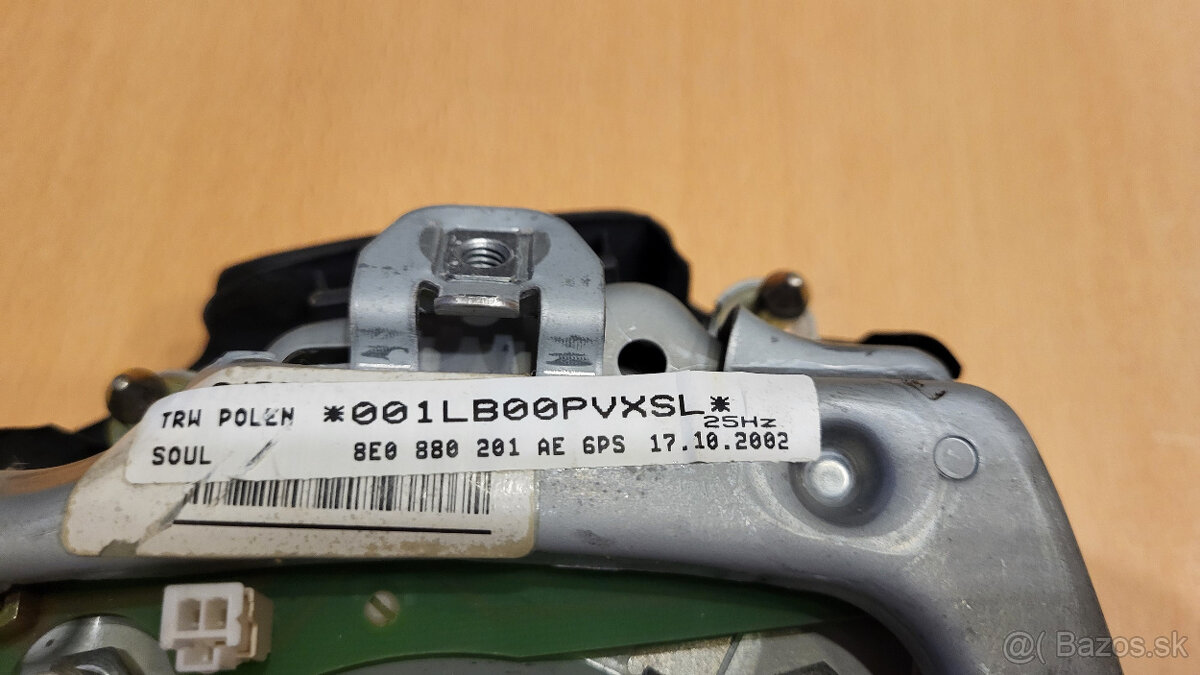 TRW POLEN *001LB00PVXSL*
25Hz
SOUL 8E0 880 201 AE 6PS 17.10.2002
@( Bazos.sk